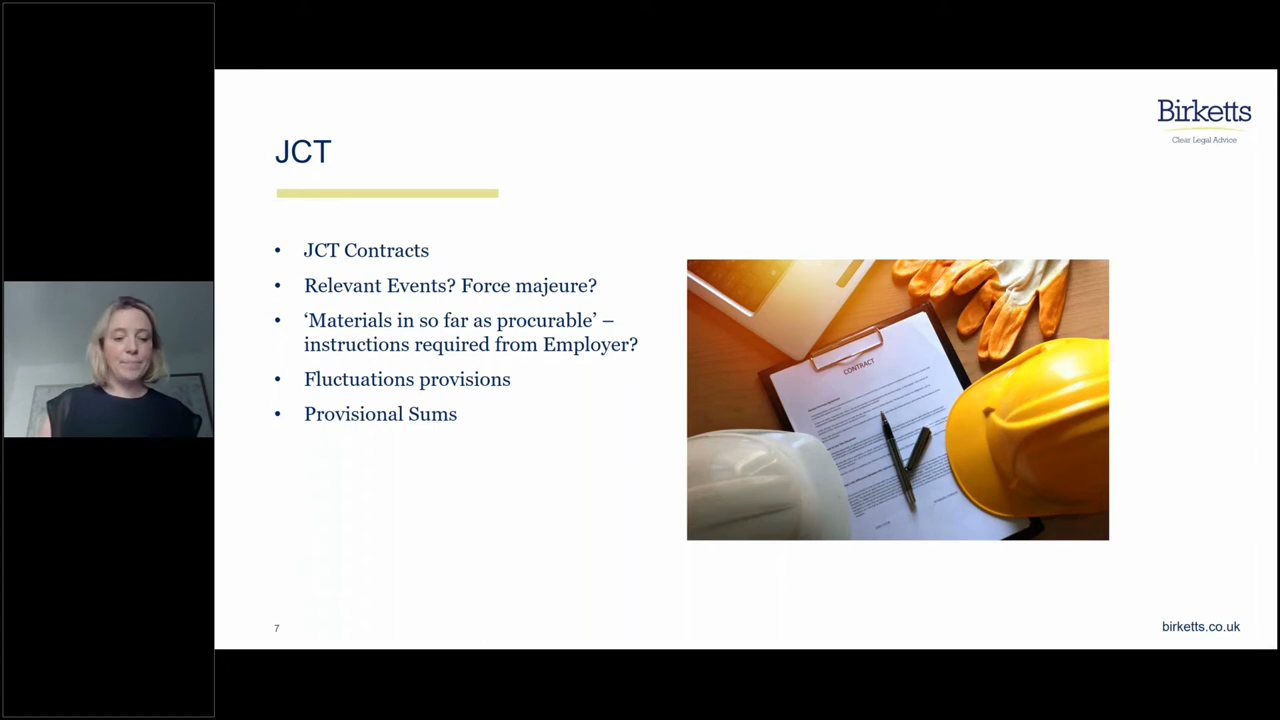 Birketts
Clear Legal Advice
JCT
• JCT Contracts
• Relevant Events? Force majeure?
• ‘Materials in so far as procurable’ –
instructions required from Employer?
• Fluctuations provisions
• Provisional Sums
CONTRACT
7
birketts.co.uk